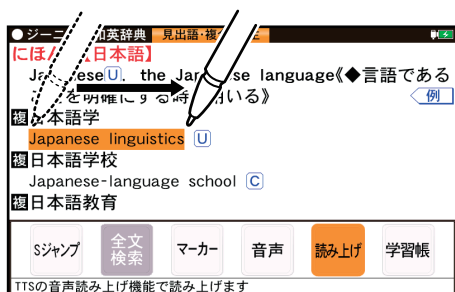 ●ジーニ 和英辞典 見出語・複
にほん 【日本語】
Ja eseU, the Jap se language《◆言語である
を明確にする時 用いる》 例
複 日本語学
Japanese linguistics U
複日本語学校
Japanese-language school C
複日本語教育
Sジャンプ 全文検索 マーカー 音声 読み上げ 学習帳
TTSの音声読み上げ機能で読み上げます